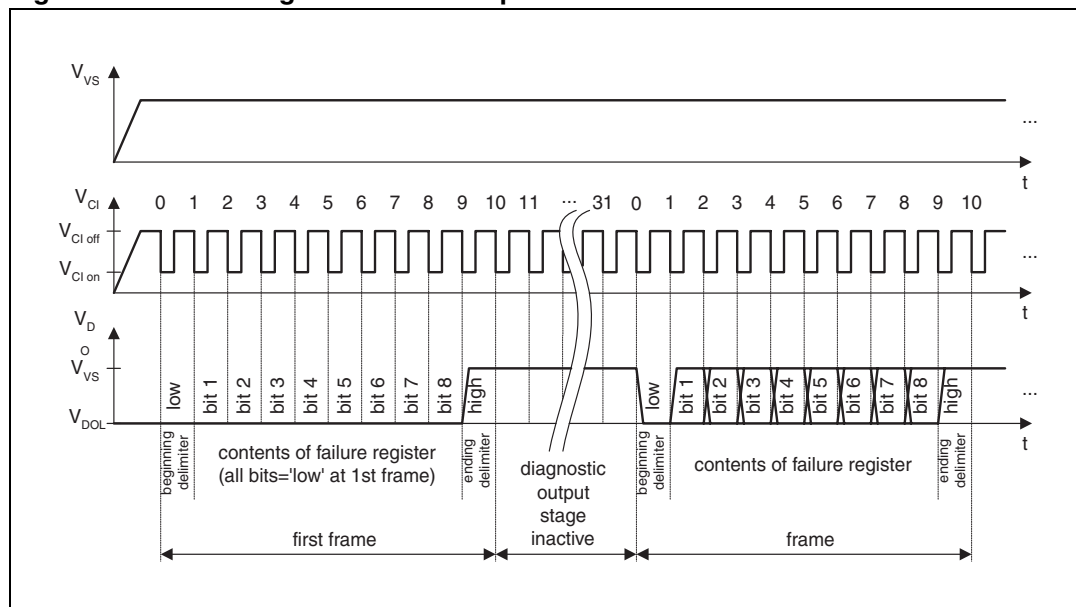 V_VS
...
t
V_CI 0 1 2 3 4 5 6 7 8 9 10 11 ... 31 0 1 2 3 4 5 6 7 8 9 10
V_CI off
V_CI on
...
t
V_D
O
V_VS
V_DOL
low bit 1 bit 2 bit 3 bit 4 bit 5 bit 6 bit 7 bit 8 high low bit 1 bit 2 bit 3 bit 4 bit 5 bit 6 bit 7 bit 8 high
...
t
beginning
delimiter
contents of failure register
(all bits='low' at 1st frame)
ending
delimiter
diagnostic
output
stage
inactive
beginning
delimiter
contents of failure register
ending
delimiter
first frame
frame